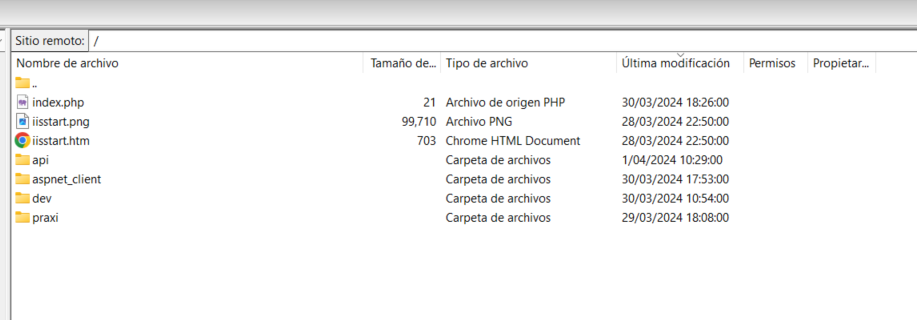 Sitio remoto: /
Nombre de archivo Tamaño de... Tipo de archivo Última modificación Permisos Propietar...
..
index.php 21 Archivo de origen PHP 30/03/2024 18:26:00
iisstart.png 99,710 Archivo PNG 28/03/2024 22:50:00
iisstart.htm 703 Chrome HTML Document 28/03/2024 22:50:00
api Carpeta de archivos 1/04/2024 10:29:00
aspnet_client Carpeta de archivos 30/03/2024 17:53:00
dev Carpeta de archivos 30/03/2024 10:54:00
praxi Carpeta de archivos 29/03/2024 18:08:00